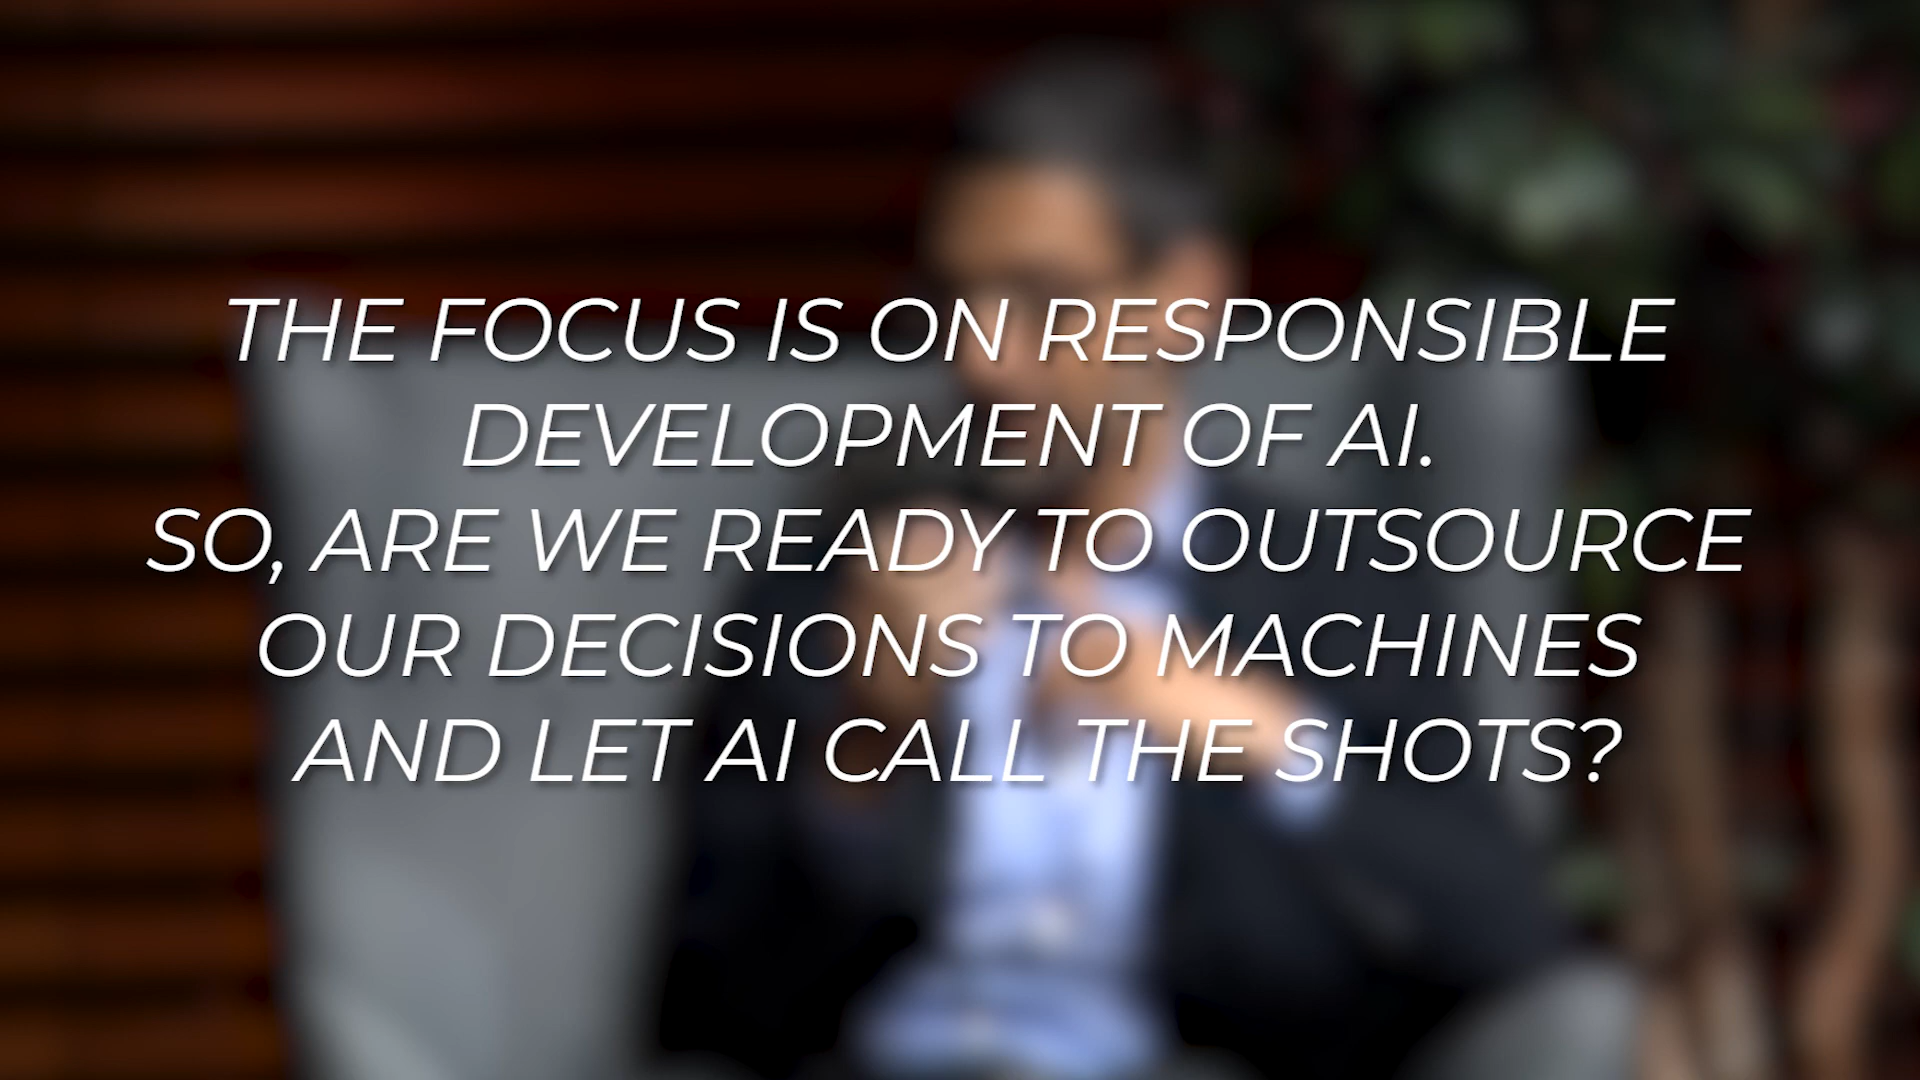 THE FOCUS IS ON RESPONSIBLE
DEVELOPMENT OF AI.
SO, ARE WE READY TO OUTSOURCE
OUR DECISIONS TO MACHINES
AND LET AI CALL THE SHOTS?